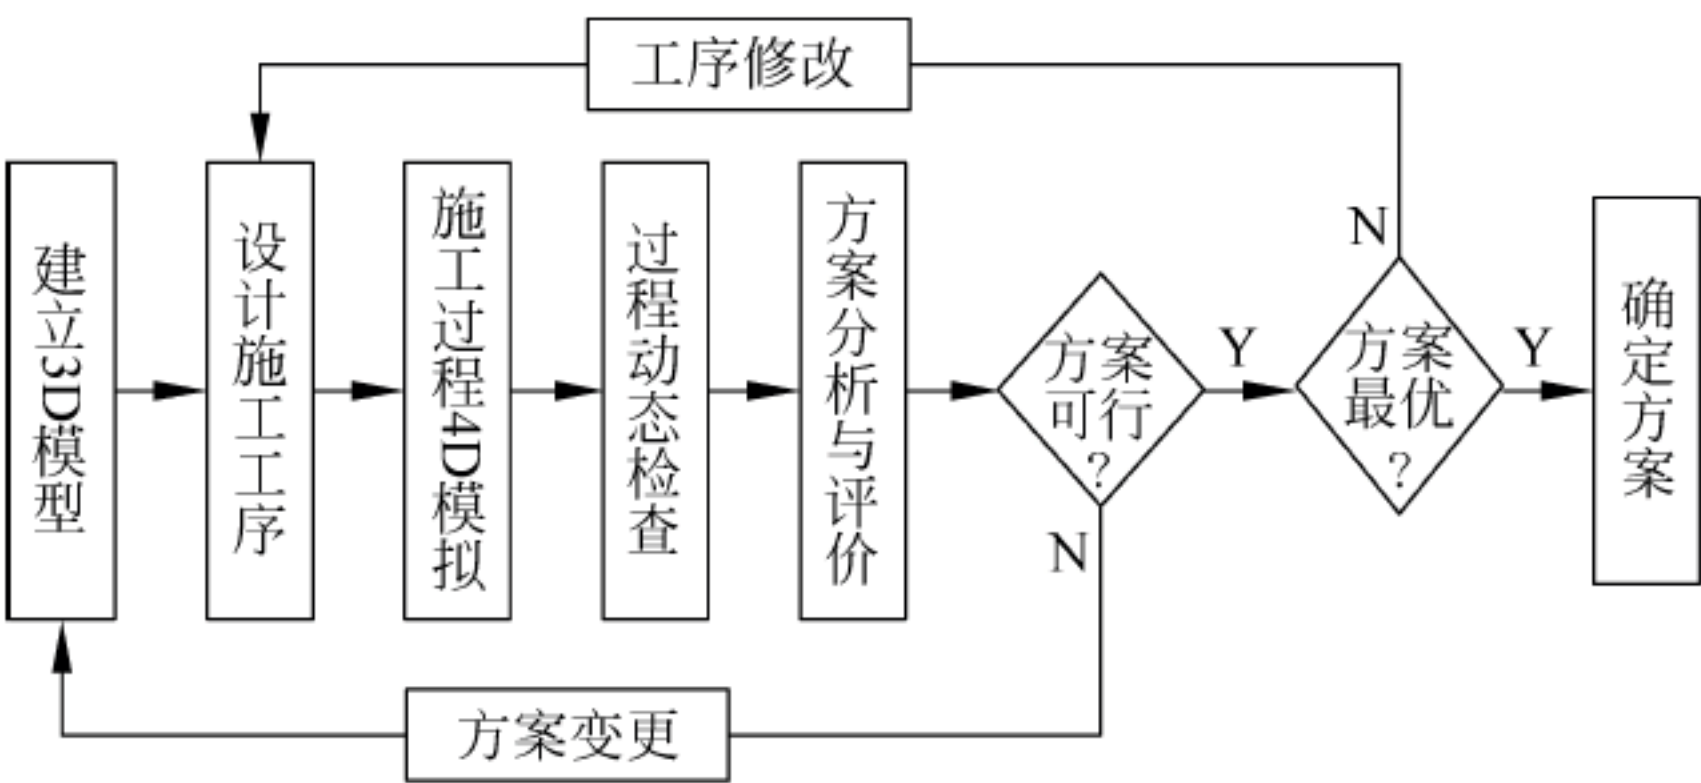 工序修改
建立3D模型
设计施工工序
施工过程4D模拟
过程动态检查
方案分析与评价
方案
可行
?
Y
N
方案
最优
?
N
Y
确定方案
方案变更